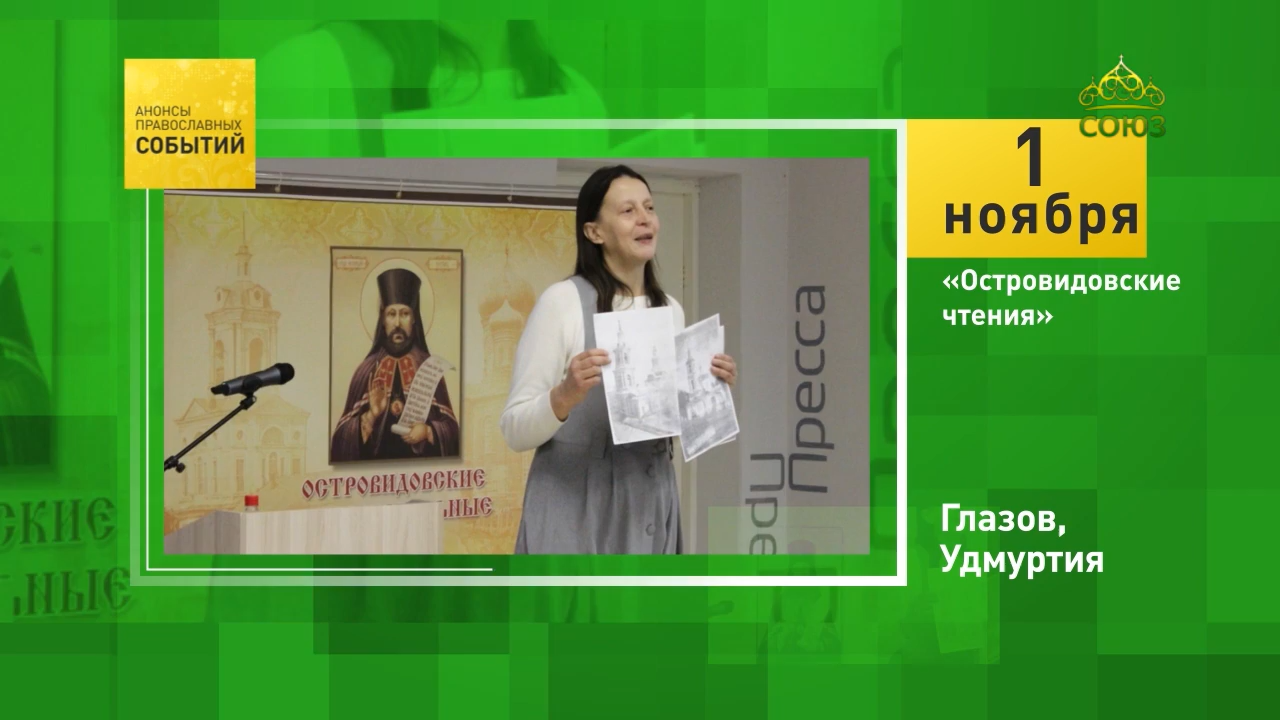 АНОНСЫ
ПРАВОСЛАВНЫХ
СОБЫТИЙ
СОЮЗ
1
ноября
«Островидовские
чтения»
ОСТРОВИДОВСКИЕ
Пресса
Глазов,
Удмуртия